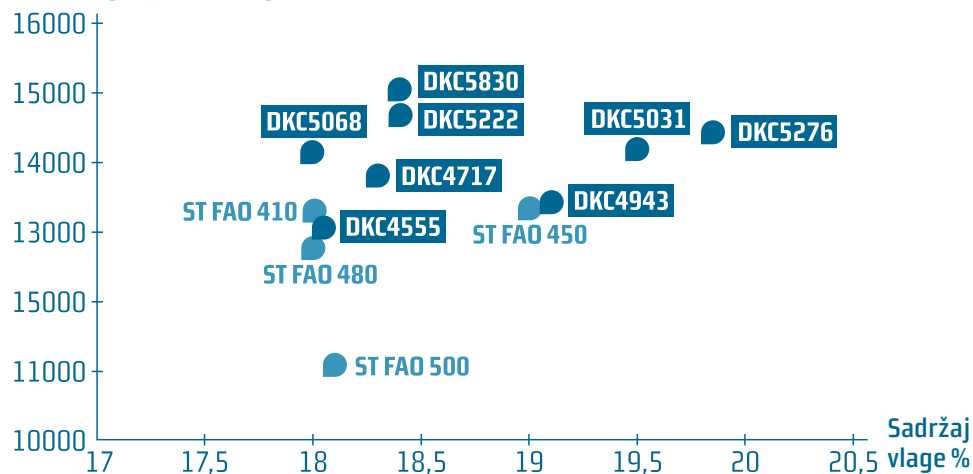 16000
15000
14000
13000
15000
11000
10000
DKC5830
DKC5222
DKC5068
DKC5031
DKC5276
DKC4717
DKC4943
ST FAO 410
DKC4555
ST FAO 450
ST FAO 480
ST FAO 500
17
17,5
18
18,5
19
19,5
20
20,5
Sadržaj
vlage %